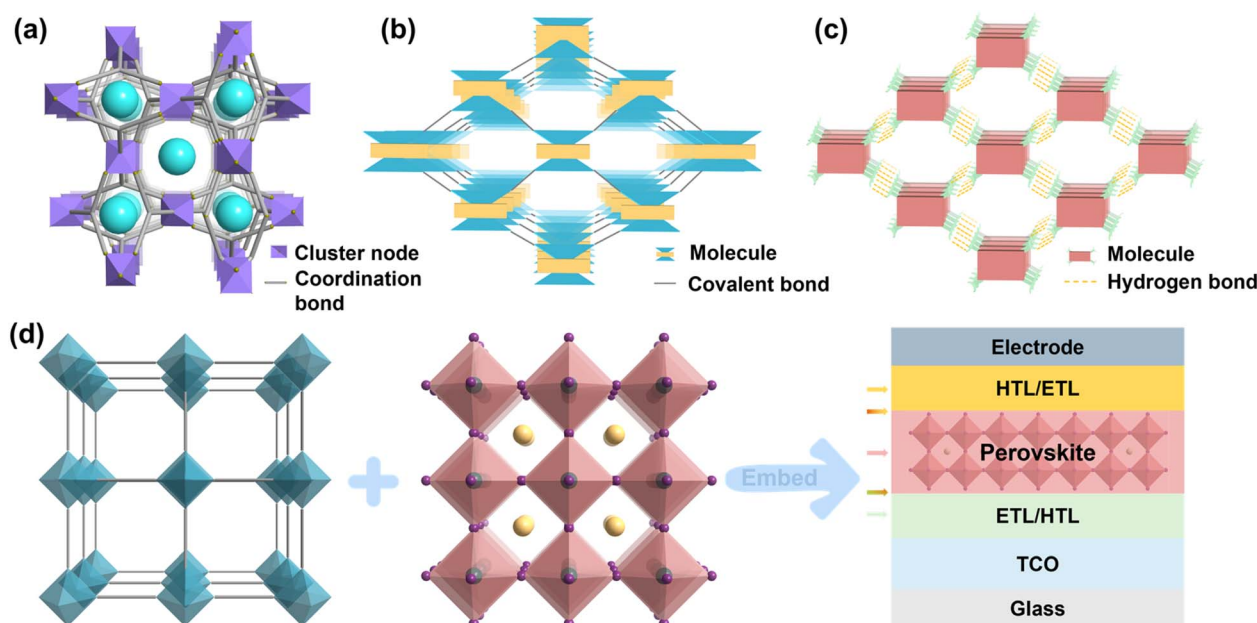 (a)
Cluster node
Coordination
bond
(b)
Molecule
Covalent bond
(c)
Molecule
Hydrogen bond
(d)
Embed
Electrode
HTL/ETL
Perovskite
ETL/HTL
TCO
Glass